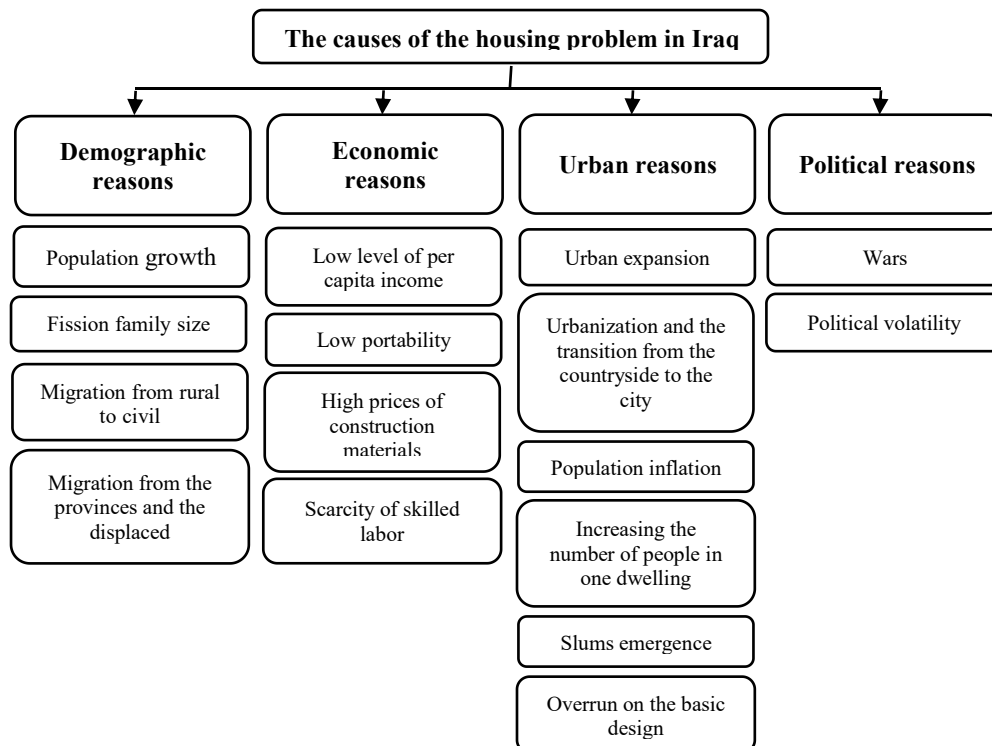 The causes of the housing problem in Iraq
Demographic
reasons
Economic
reasons
Urban reasons
Political reasons
Population growth
Fission family size
Migration from rural
to civil
Migration from the
provinces and the
displaced
Low level of per
capita income
Low portability
High prices of
construction
materials
Scarcity of skilled
labor
Urban expansion
Urbanization and the
transition from the
countryside to the
city
Population inflation
Increasing the
number of people in
one dwelling
Slums emergence
Overrun on the basic
design
Wars
Political volatility